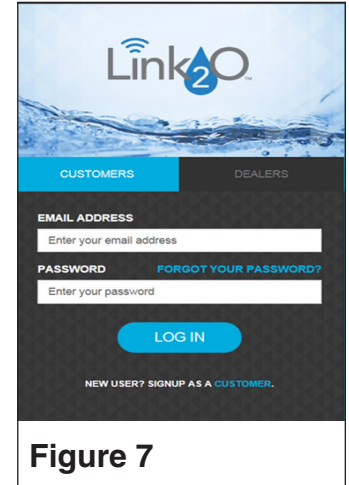 Link2O™
CUSTOMERS DEALERS
EMAIL ADDRESS
Enter your email address
PASSWORD FORGOT YOUR PASSWORD?
Enter your password
LOG IN
NEW USER? SIGNUP AS A CUSTOMER.
Figure 7